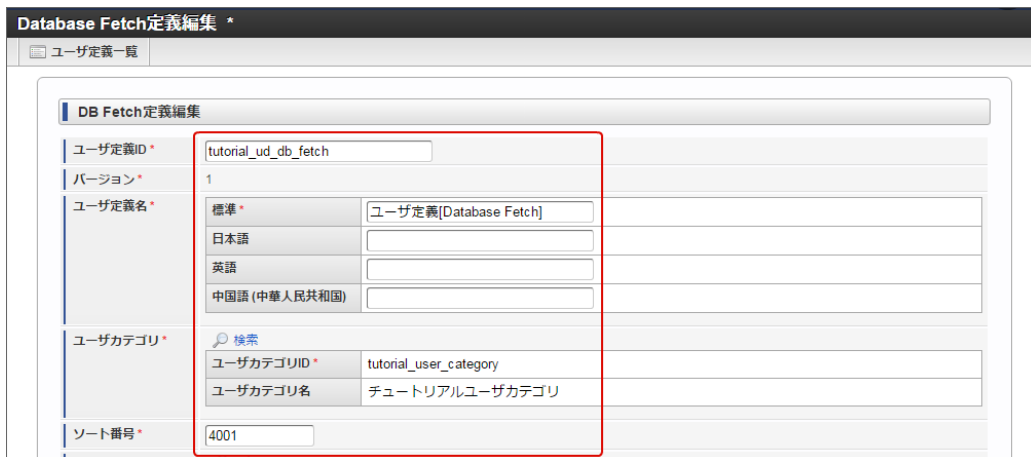 Database Fetch定義編集 *
ユーザ定義一覧
DB Fetch定義編集
ユーザ定義ID* tutorial_ud_db_fetch
バージョン* 1
ユーザ定義名* 標準* ユーザ定義[Database Fetch]
日本語
英語
中国語 (中華人民共和国)
ユーザカテゴリ* 検索
ユーザカテゴリID* tutorial_user_category
ユーザカテゴリ名 チュートリアルユーザカテゴリ
ソート番号* 4001